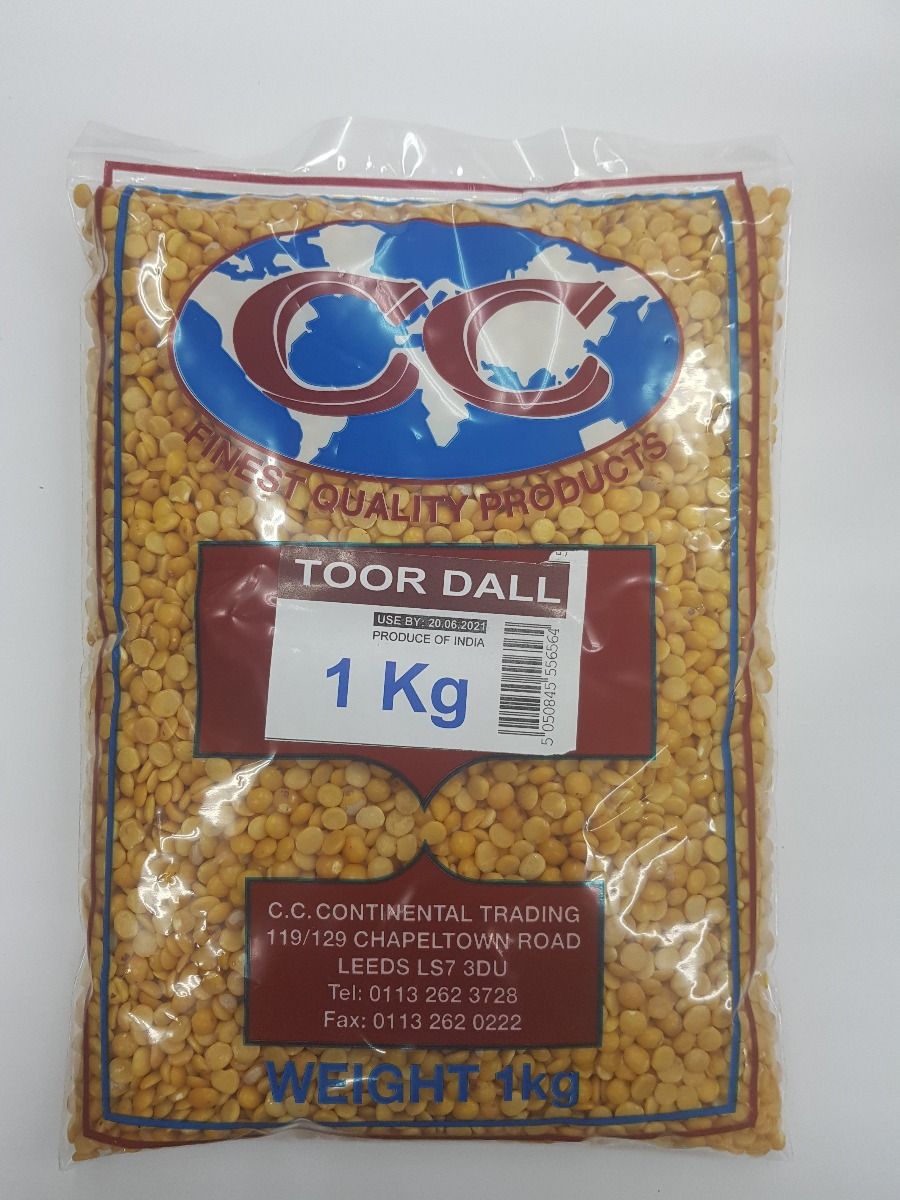 CC
FINEST QUALITY PRODUCTS
TOOR DALL
USE BY: 20.06.2021
PRODUCE OF INDIA
1 Kg
5 050845 556564
C.C. CONTINENTAL TRADING
119/129 CHAPELTOWN ROAD
LEEDS LS7 3DU
Tel: 0113 262 3728
Fax: 0113 262 0222
WEIGHT 1kg